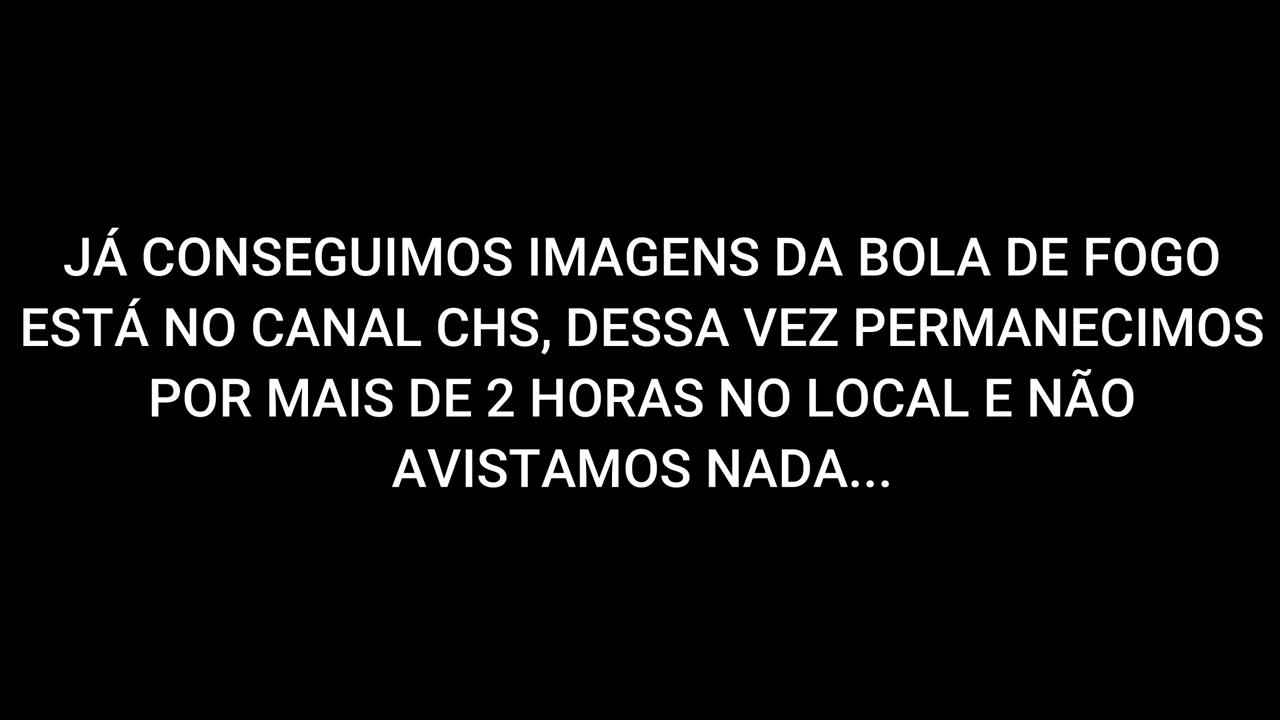 JÁ CONSEGUIMOS IMAGENS DA BOLA DE FOGO
ESTÁ NO CANAL CHS, DESSA VEZ PERMANECIMOS
POR MAIS DE 2 HORAS NO LOCAL E NÃO
AVISTAMOS NADA...